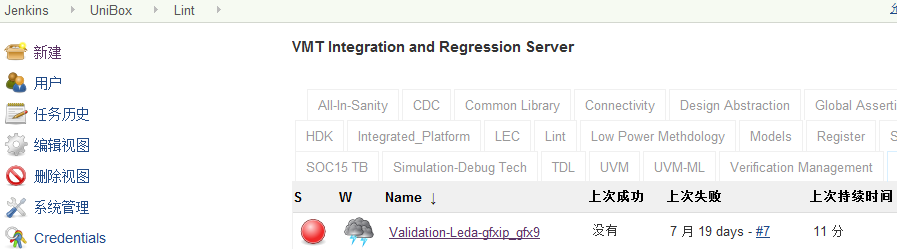 Jenkins UniBox Lint
新建
用户
任务历史
编辑视图
删除视图
系统管理
Credentials
VMT Integration and Regression Server
All-In-Sanity CDC Common Library Connectivity Design Abstraction Global Asserti
HDK Integrated_Platform LEC Lint Low Power Methdology Models Register S
SOC15 TB Simulation-Debug Tech TDL UVM UVM-ML Verification Management
S W Name ↓ 上次成功 上次失败 上次持续时间
Validation-Leda-gfxip_gfx9 没有 7 月 19 days - #7 11 分